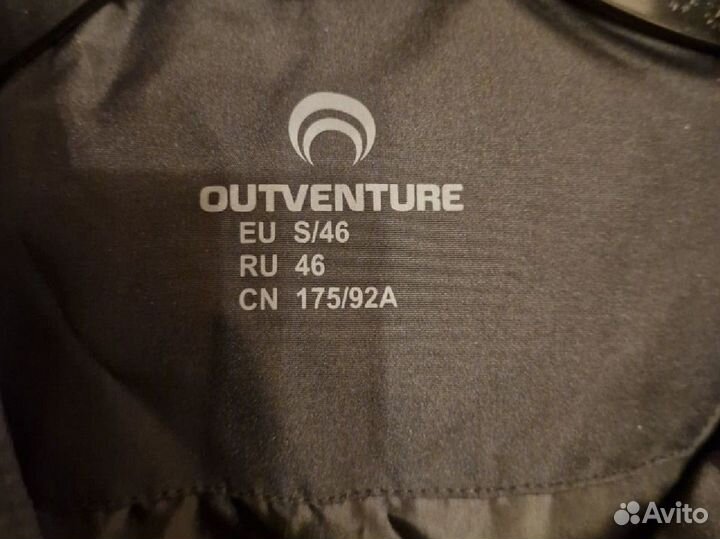 OUTVENTURE
EU S/46
RU 46
CN 175/92A
Avito